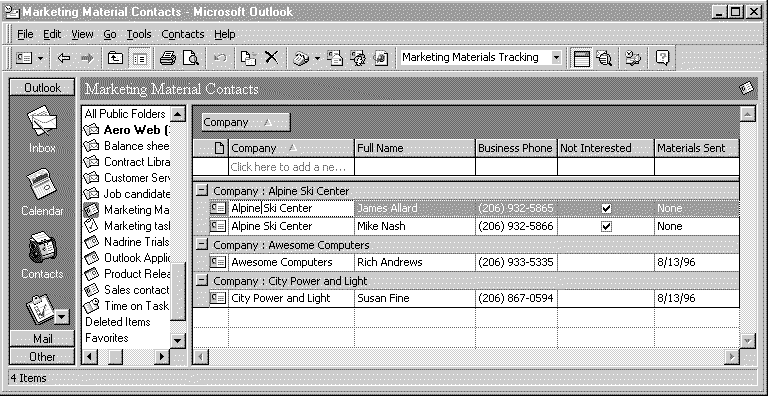 Marketing Material Contacts - Microsoft Outlook
File Edit View Go Tools Contacts Help
Marketing Materials Tracking
Outlook
Marketing Material Contacts
Inbox
Calendar
Contacts
Mail
Other
All Public Folders
Aero Web (
Balance shee
Contract Libra
Customer Serv
Job candidate
Marketing Ma
Marketing tas
Nadrine Trials
Outlook Applic
Product Relea
Sales contact
Time on Task
Deleted Items
Favorites
Company
Company Full Name Business Phone Not Interested Materials Sent
Click here to add a ne...
Company : Alpine Ski Center
Alpine Ski Center James Allard (206) 932-5865 None
Alpine Ski Center Mike Nash (206) 932-5866 None
Company : Awesome Computers
Awesome Computers Rich Andrews (206) 933-5335 8/13/96
Company : City Power and Light
City Power and Light Susan Fine (206) 867-0594 8/13/96
4 Items